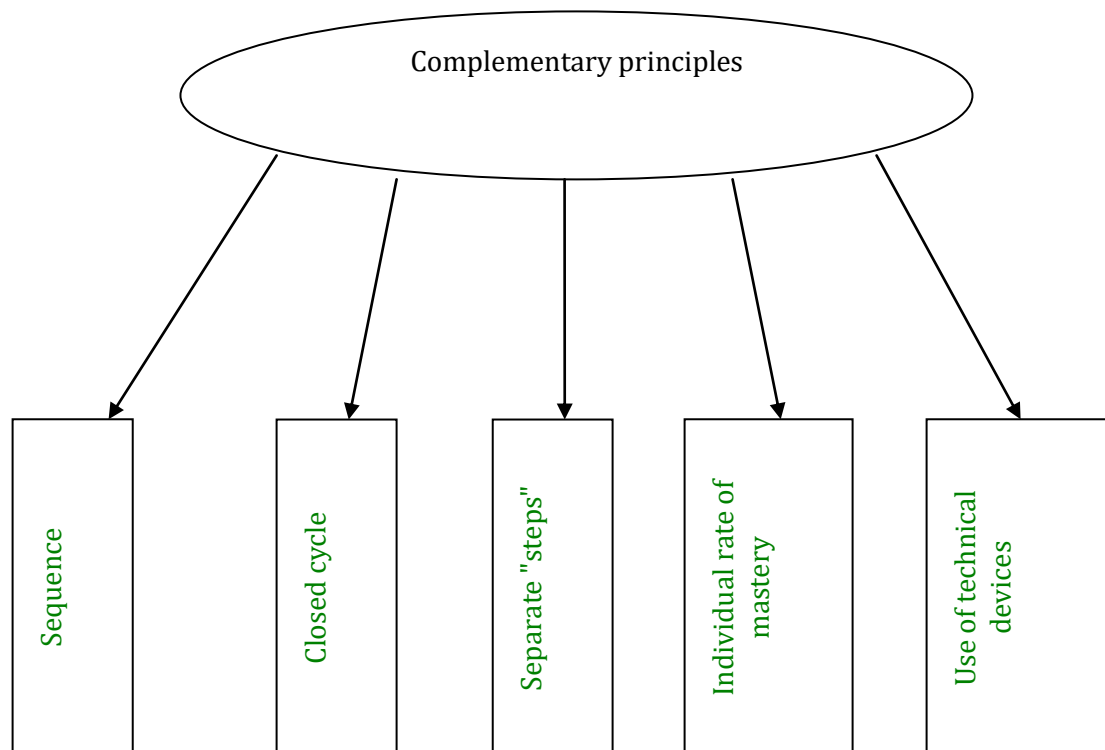 Complementary principles
Sequence
Closed cycle
Separate "steps"
Individual rate of
mastery
Use of technical
devices